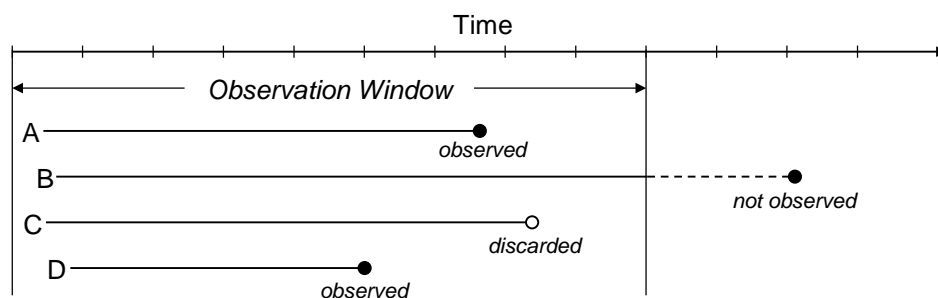 Time
Observation Window
A
observed
B
not observed
C
discarded
D
observed